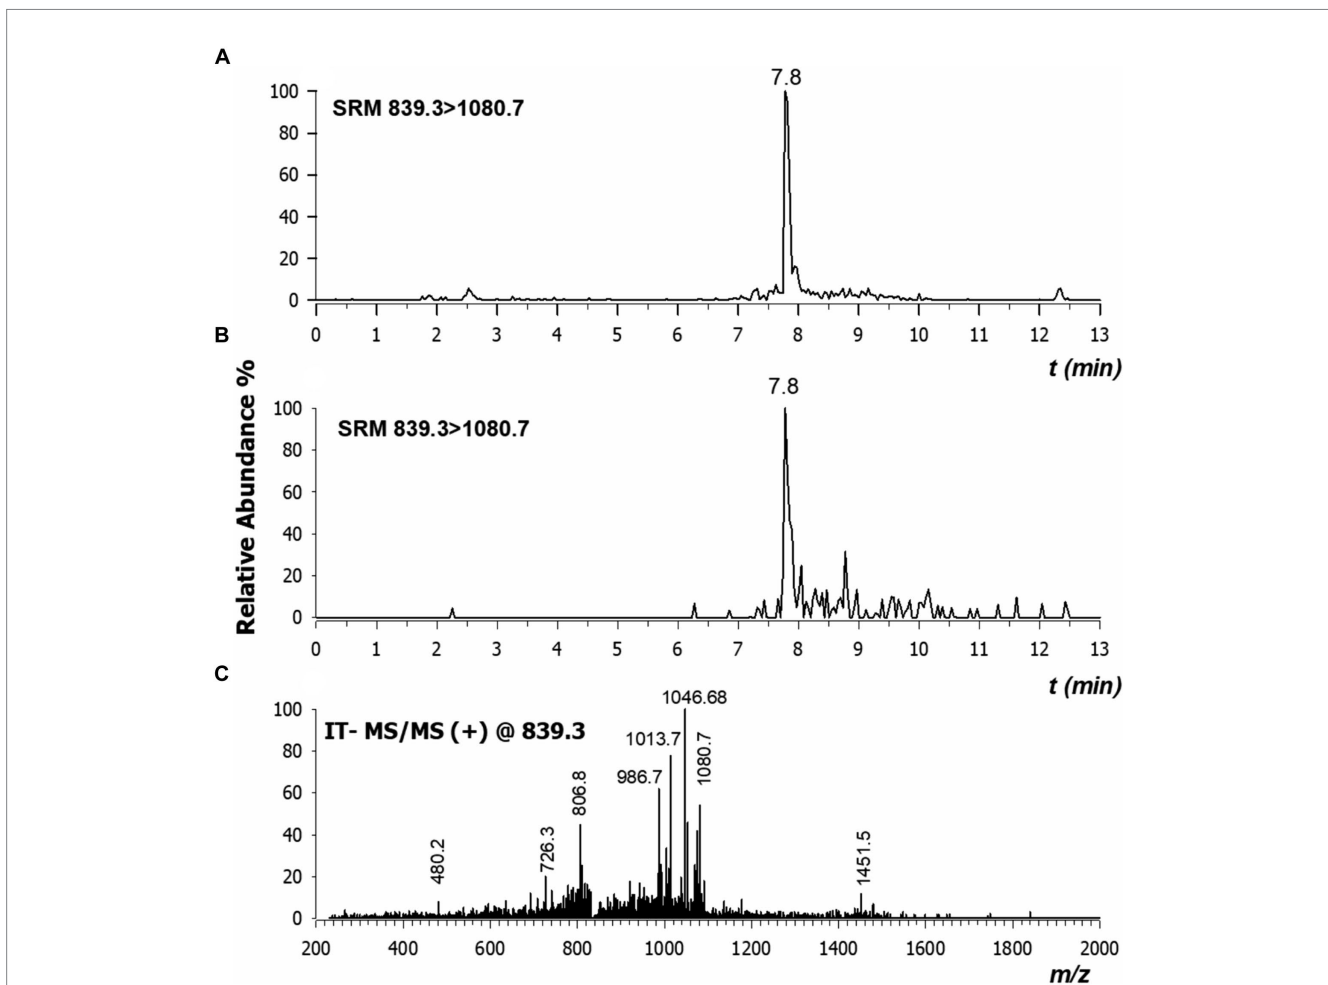 A
7.8
SRM 839.3>1080.7
100
80
60
40
20
0
0 1 2 3 4 5 6 7 8 9 10 11 12 13
t (min)
B
Relative Abundance %
7.8
SRM 839.3>1080.7
100
80
60
40
20
0
0 1 2 3 4 5 6 7 8 9 10 11 12 13
t (min)
C
IT- MS/MS (+) @ 839.3
100
80
60
40
20
0
480.2
726.3
806.8
986.7
1013.7
1046.68
1080.7
1451.5
200 400 600 800 1000 1200 1400 1600 1800 2000
m/z